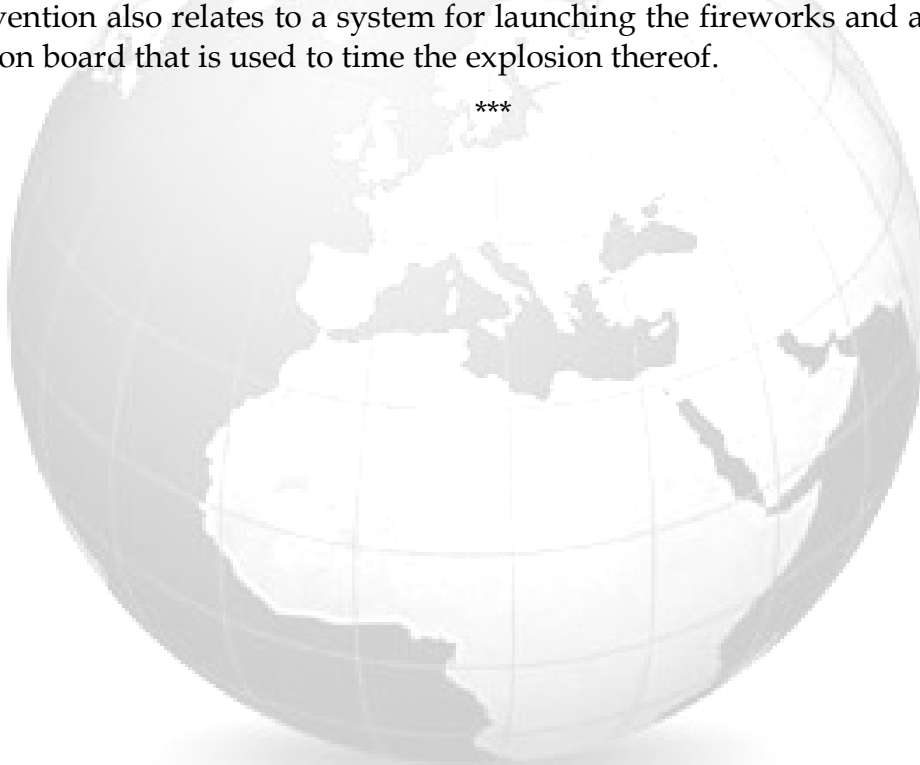 vention also relates to a system for launching the fireworks and a
on board that is used to time the explosion thereof.
***